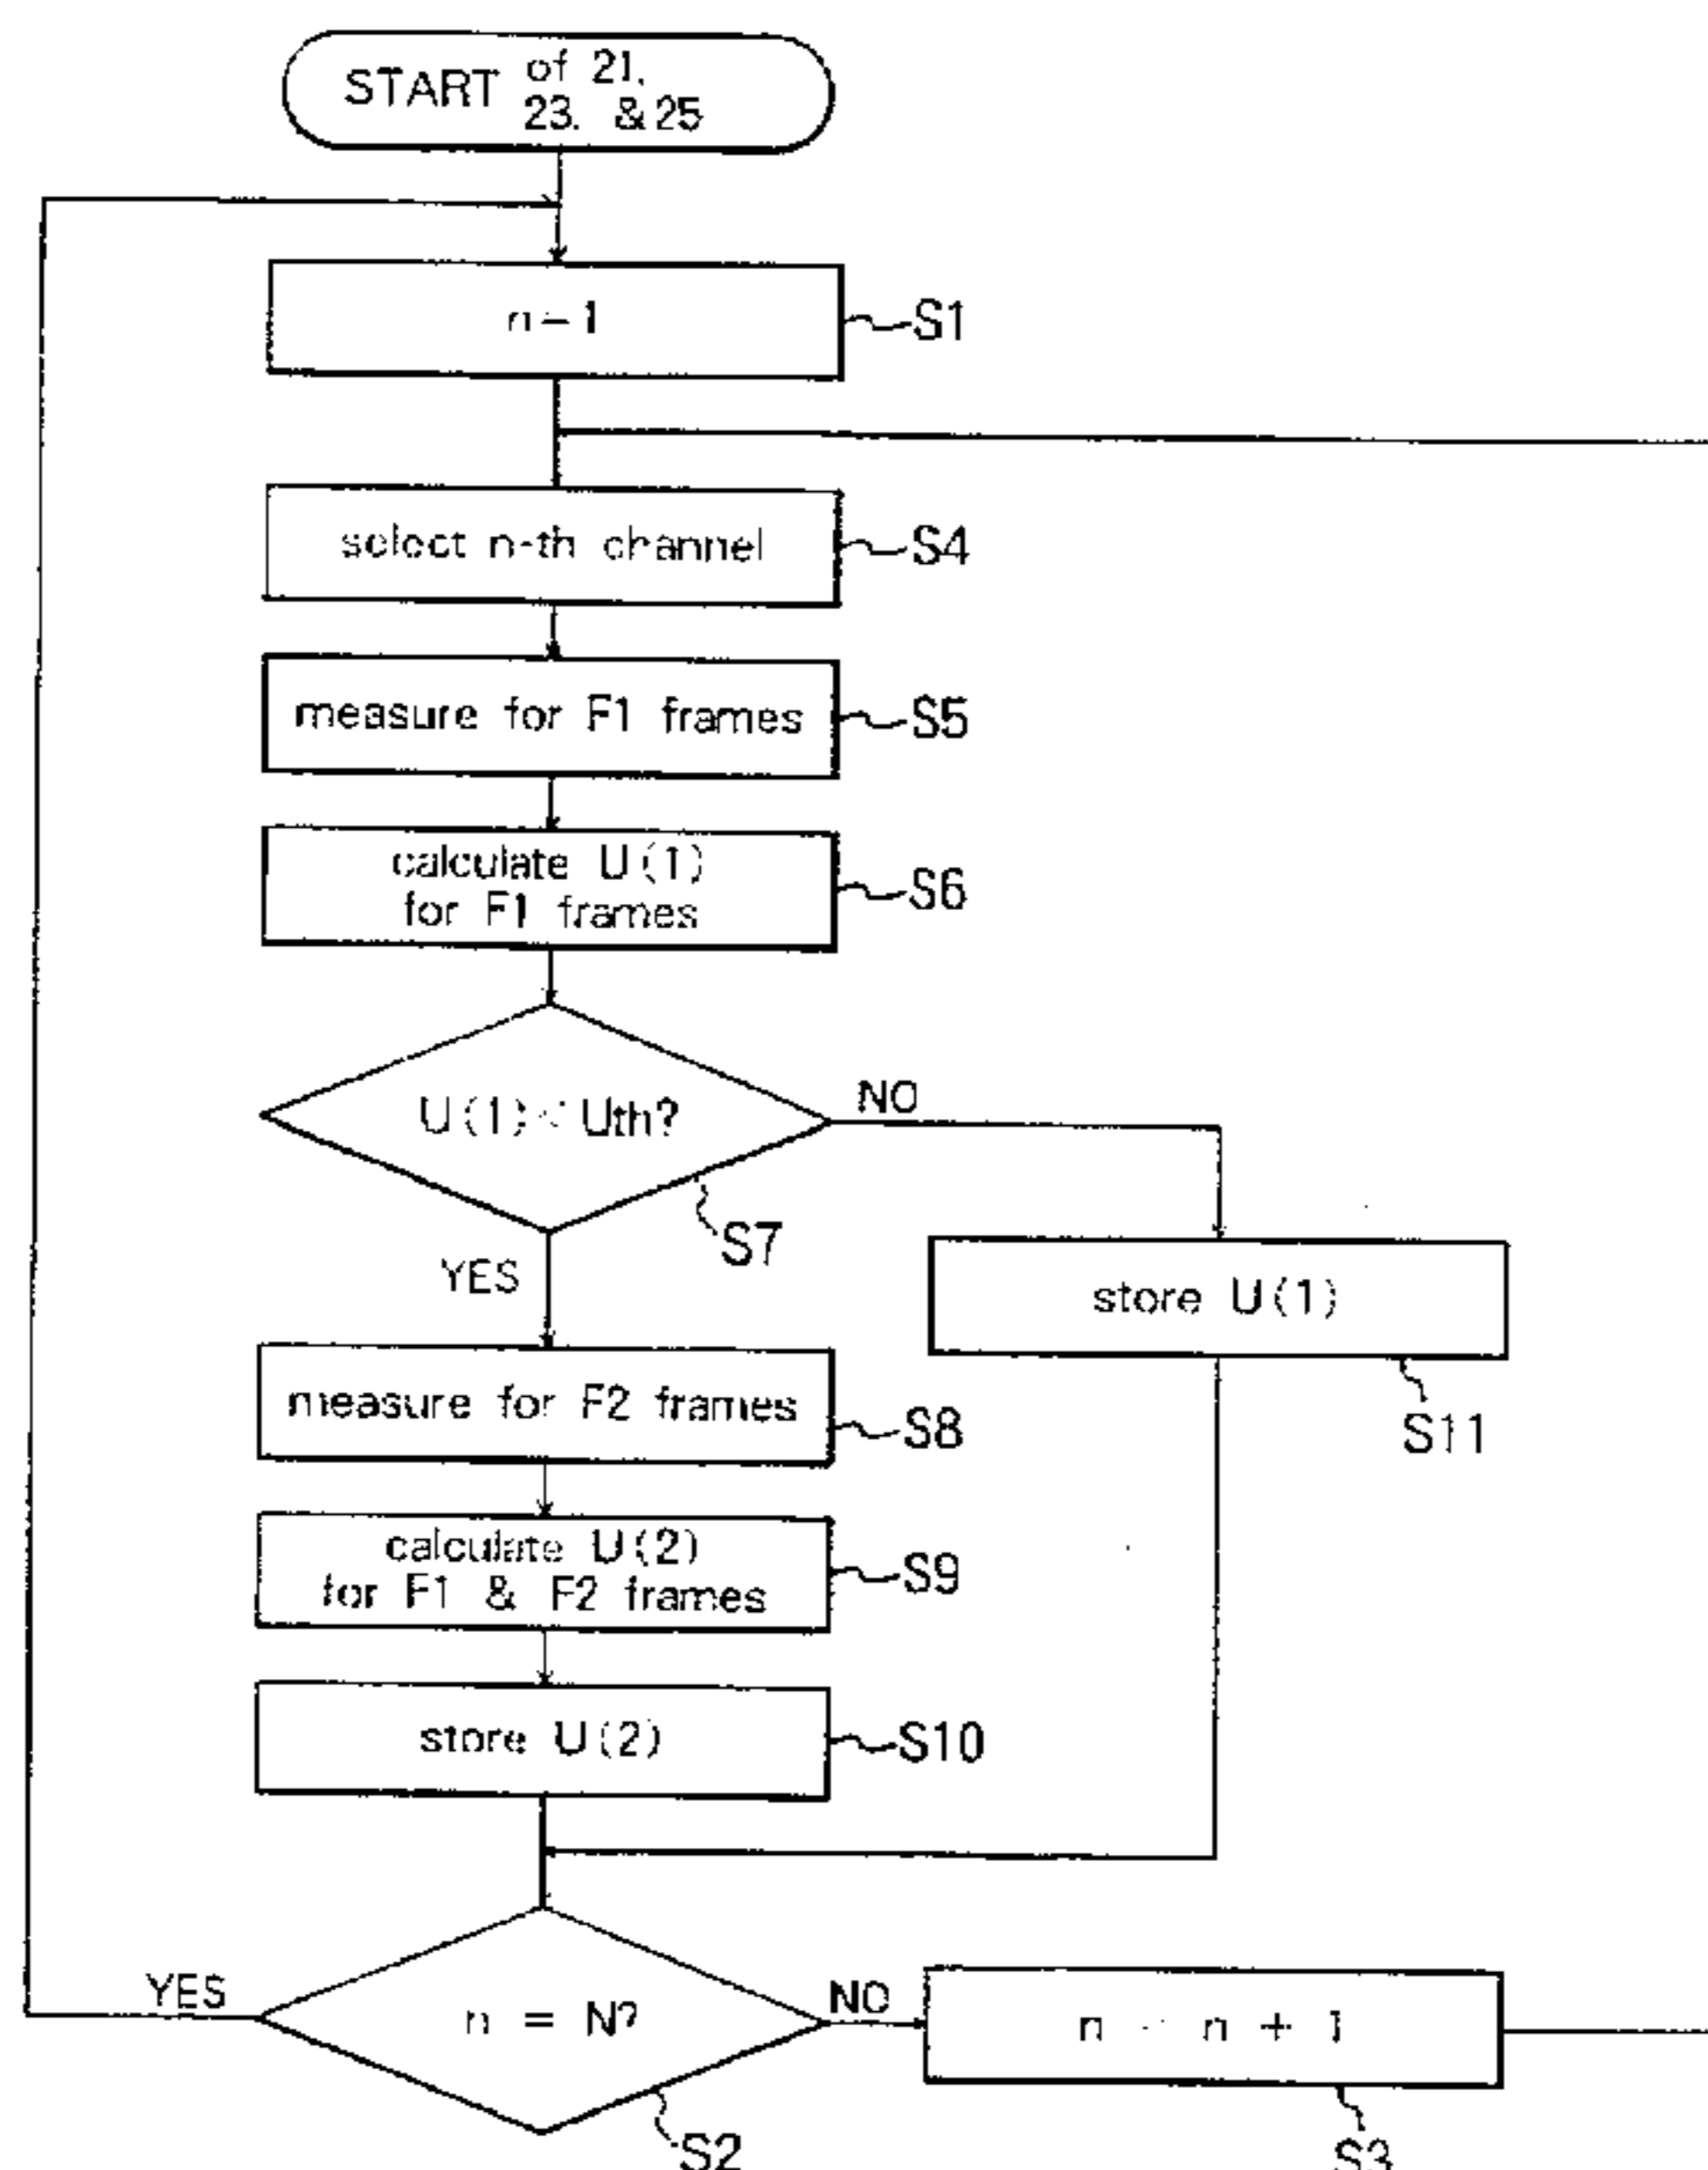 START of 21,
23, &25
n=1
S1
select n-th channel
S4
measure for F1 frames
S5
calculate U(1)
for F1 frames
S6
U(1) < Uth?
NO
S7
YES
store U(1)
S11
measure for F2 frames
S8
calculate U(2)
for F1 & F2 frames
S9
store U(2)
S10
YES
n = N?
NO
n = n + 1
S2
S3